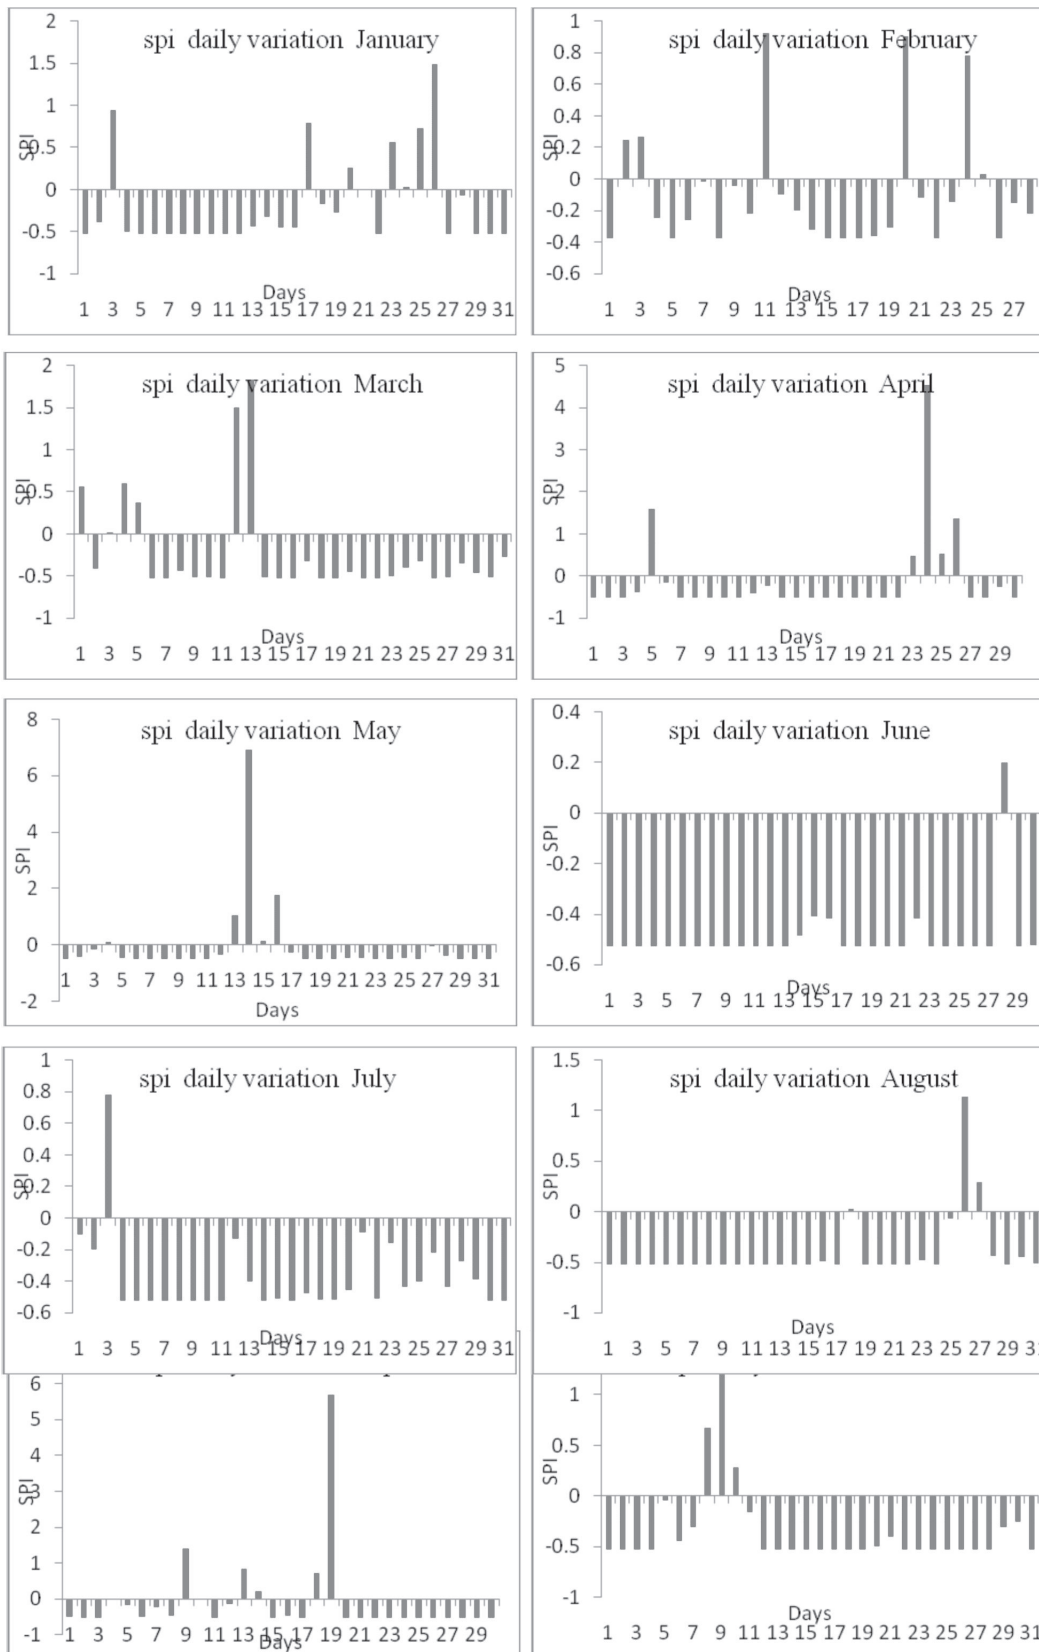 spi daily variation January
2
1.5
1
0.5
0
-0.5
-1
SPI
Days
1 3 5 7 9 11 13 15 17 19 21 23 25 27 29 31
spi daily variation February
1
0.8
0.6
0.4
0.2
0
-0.2
-0.4
-0.6
SPI
Days
1 3 5 7 9 11 13 15 17 19 21 23 25 27
spi daily variation March
2
1.5
1
0.5
0
-0.5
-1
SPI
Days
1 3 5 7 9 11 13 15 17 19 21 23 25 27 29 31
spi daily variation April
5
4
3
2
1
0
-1
SPI
Days
1 3 5 7 9 11 13 15 17 19 21 23 25 27 29
spi daily variation May
8
6
4
2
0
-2
SPI
1 3 5 7 9 11 13 15 17 19 21 23 25 27 29 31
Days
spi daily variation June
0.4
0.2
0
-0.2
-0.4
-0.6
SPI
Days
1 3 5 7 9 11 13 15 17 19 21 23 25 27 29
spi daily variation July
1
0.8
0.6
0.4
0.2
0
-0.2
-0.4
-0.6
SPI
Days
1 3 5 7 9 11 13 15 17 19 21 23 25 27 29 31
spi daily variation August
1.5
1
0.5
0
-0.5
-1
SPI
Days
1 3 5 7 9 11 13 15 17 19 21 23 25 27 29 31
6
5
4
3
2
1
0
-1
SPI
1 3 5 7 9 11 13 15 17 19 21 23 25 27 29
Days
1
0.5
0
-0.5
-1
SPI
Days
1 3 5 7 9 11 13 15 17 19 21 23 25 27 29 31